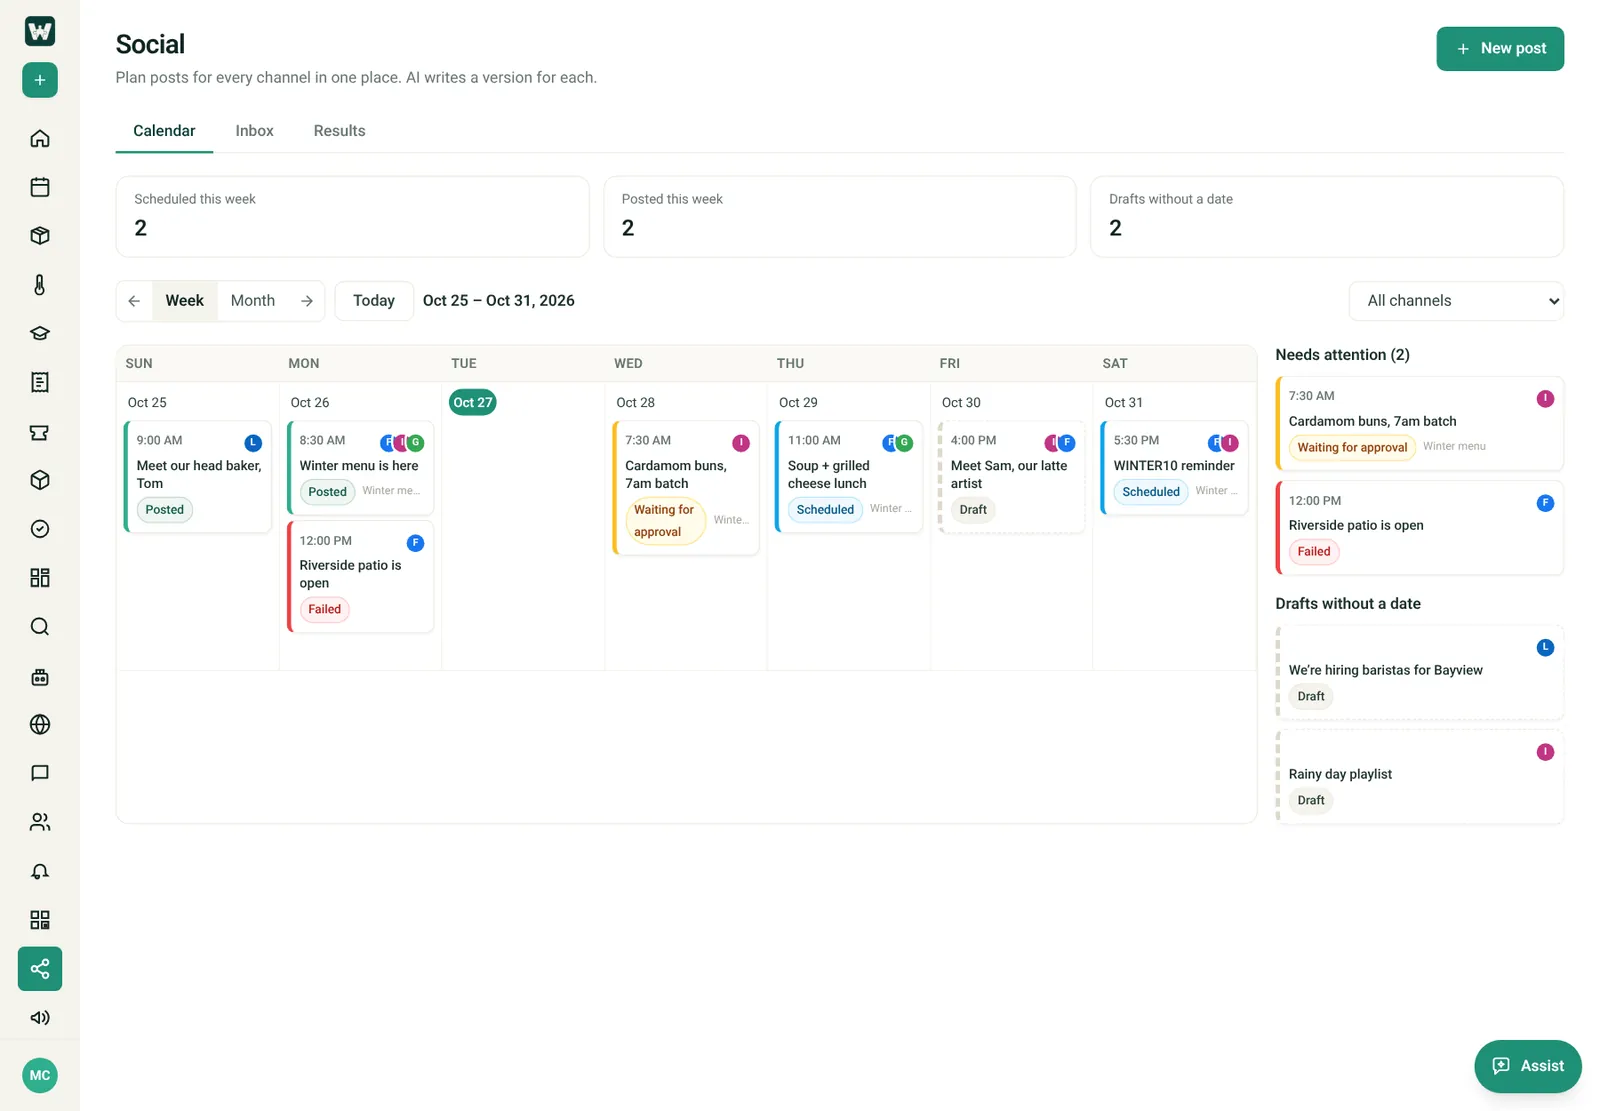 W
Social
Plan posts for every channel in one place. AI writes a version for each.
+ New post
Calendar
Inbox
Results
Scheduled this week
2
Posted this week
2
Drafts without a date
2
← Week Month →
Today
Oct 25 – Oct 31, 2026
All channels
SUN MON TUE WED THU FRI SAT
Oct 25
9:00 AM L
Meet our head baker,
Tom
Posted
Oct 26
8:30 AM F I G
Winter menu is here
Posted Winter me...
12:00 PM F
Riverside patio is
open
Failed
Oct 27
Oct 28
7:30 AM I
Cardamom buns,
7am batch
Waiting for
approval
Winte...
Oct 29
11:00 AM F G
Soup + grilled
cheese lunch
Scheduled Winter ...
Oct 30
4:00 PM I F
Meet Sam, our latte
artist
Draft
Oct 31
5:30 PM F I
WINTER10 reminder
Scheduled Winter ...
Needs attention (2)
7:30 AM I
Cardamom buns, 7am batch
Waiting for approval Winter menu
12:00 PM F
Riverside patio is open
Failed
Drafts without a date
L
We’re hiring baristas for Bayview
Draft
I
Rainy day playlist
Draft
MC
Assist